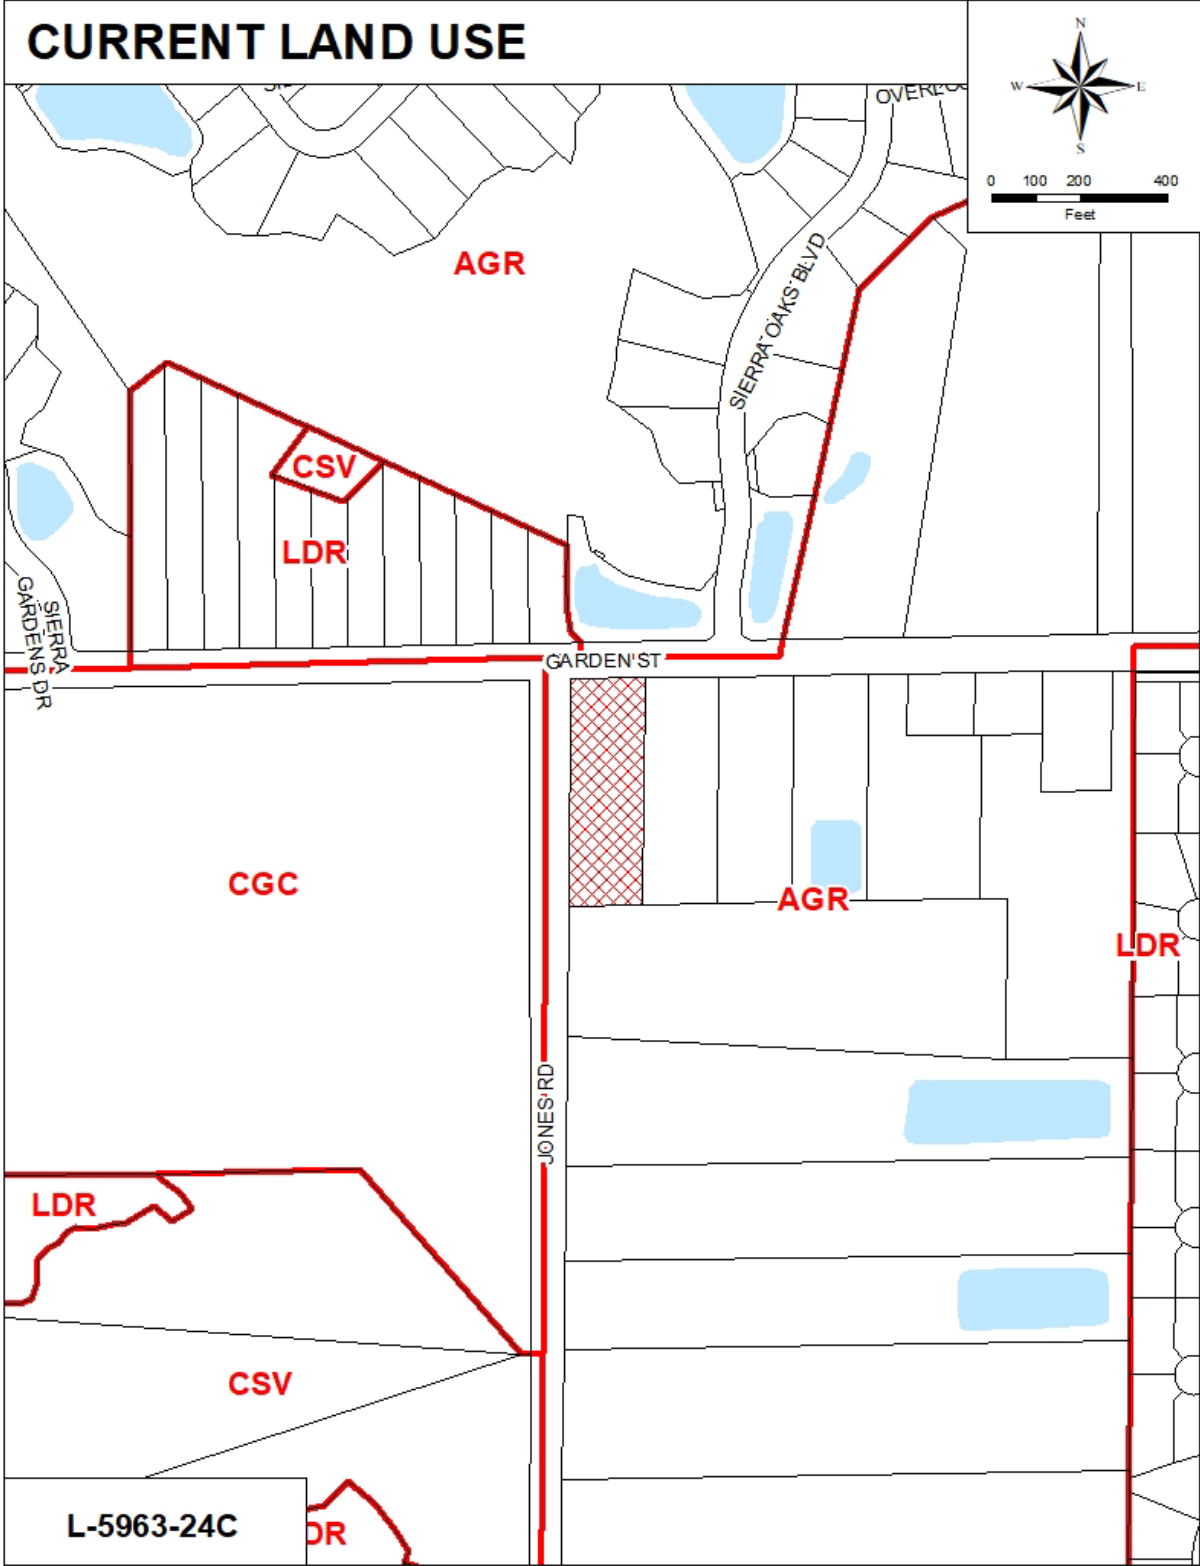 CURRENT LAND USE
N
W
E
S
0 100 200 400
Feet
AGR
SIERRA OAKS BLVD
CSV
LDR
SIERRA
GARDENS DR
GARDEN ST
CGC
AGR
LDR
JONES RD
LDR
CSV
L-5963-24C
DR